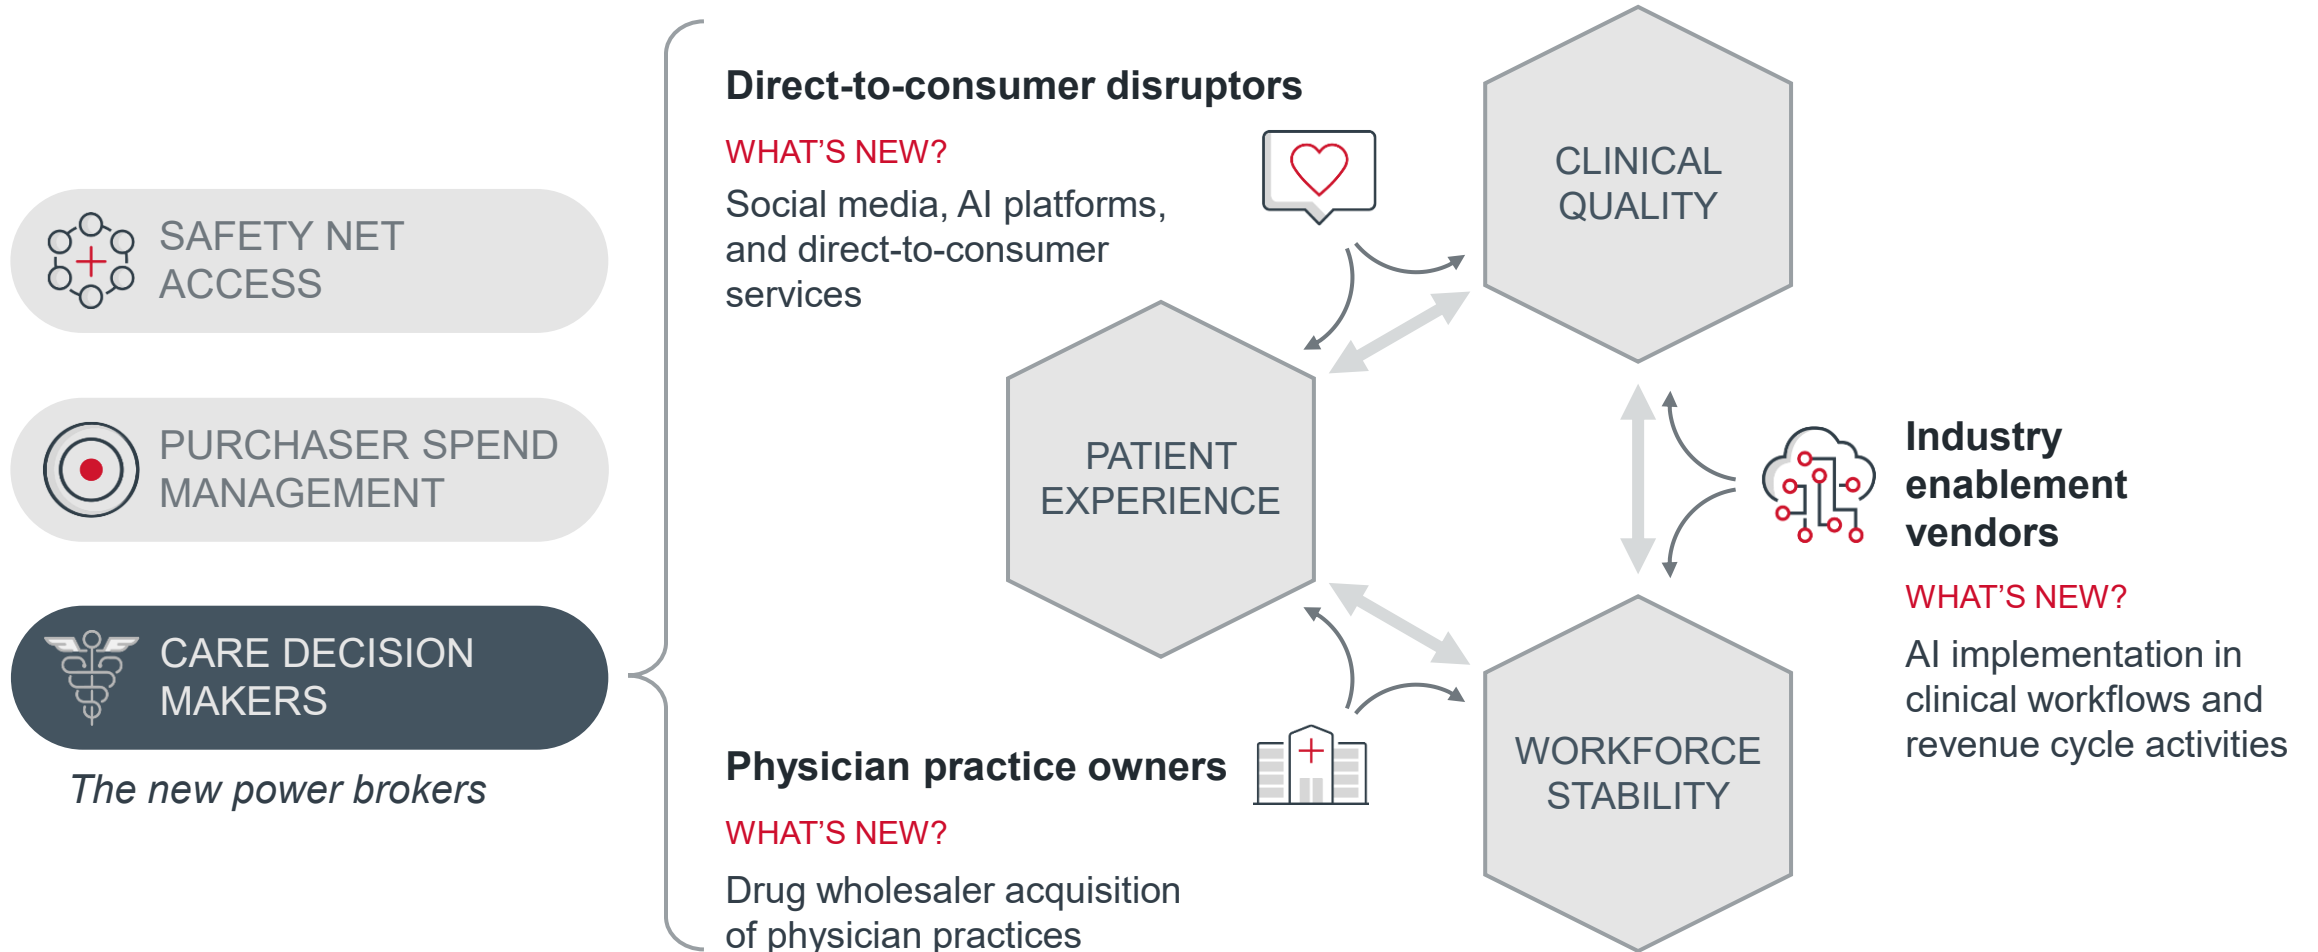 SAFETY NET
ACCESS
PURCHASER SPEND
MANAGEMENT
CARE DECISION
MAKERS
The new power brokers
Direct-to-consumer disruptors
WHAT’S NEW?
Social media, AI platforms,
and direct-to-consumer
services
CLINICAL
QUALITY
PATIENT
EXPERIENCE
Industry
enablement
vendors
WHAT’S NEW?
AI implementation in
clinical workflows and
revenue cycle activities
WORKFORCE
STABILITY
Physician practice owners
WHAT’S NEW?
Drug wholesaler acquisition
of physician practices